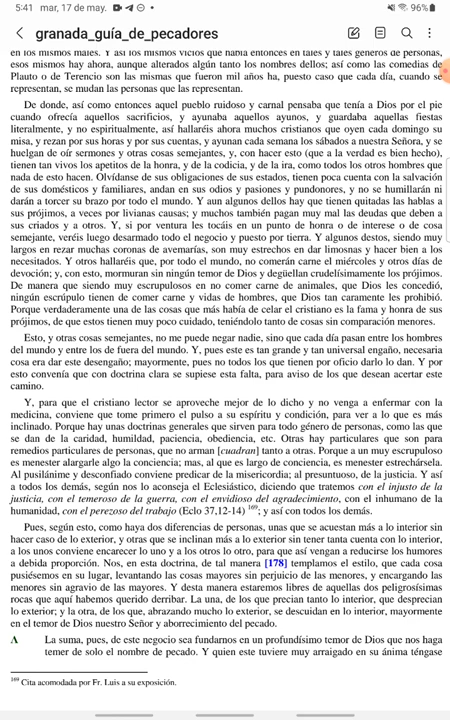 5:41 mar, 17 de may.
96%
granada_guía_de_pecadores
en los mismos males. Y así los mismos vicios que había entonces en tales y tales géneros de personas,
esos mismos hay ahora, aunque alterados algún tanto los nombres dellos; así como las comedias de
Plauto o de Terencio son las mismas que fueron mil años ha, puesto caso que cada día, cuando se
representan, se mudan las personas que las representan.
De donde, así como entonces aquel pueblo ruidoso y carnal pensaba que tenía a Dios por el pie
cuando ofrecía aquellos sacrificios, y ayunaba aquellos ayunos, y guardaba aquellas fiestas
literalmente, y no espiritualmente, así hallaréis ahora muchos cristianos que oyen cada domingo su
misa, y rezan por sus horas y por sus cuentas, y ayunan cada semana los sábados a nuestra Señora, y se
huelgan de oír sermones y otras cosas semejantes, y, con hacer esto (que a la verdad es bien hecho),
tienen tan vivos los apetitos de la honra, y de la codicia, y de la ira, como todos los otros hombres que
nada de esto hacen. Olvídanse de sus obligaciones de sus estados, tienen poca cuenta con la salvación
de sus domésticos y familiares, andan en sus odios y pasiones y pundonores, y no se humillarán ni
darán a torcer su brazo por todo el mundo. Y aun algunos dellos hay que tienen quitadas las hablas a
sus prójimos, a veces por livianas causas; y muchos también pagan muy mal las deudas que deben a
sus criados y a otros. Y, si por ventura les tocáis en un punto de honra o de interese o de cosa
semejante, veréis luego desarmado todo el negocio y puesto por tierra. Y algunos destos, siendo muy
largos en rezar muchas coronas de avemarías, son muy estrechos en dar limosnas y hacer bien a los
necesitados. Y otros hallaréis que, por todo el mundo, no comerán carne el miércoles y otros días de
devoción; y, con esto, mormuran sin ningún temor de Dios y degüellan crudelísimamente los prójimos.
De manera que siendo muy escrupulosos en no comer carne de animales, que Dios les concedió,
ningún escrúpulo tienen de comer carne y vidas de hombres, que Dios tan caramente les prohibió.
Porque verdaderamente una de las cosas que más había de celar el cristiano es la fama y honra de sus
prójimos, de que estos tienen muy poco cuidado, teniéndolo tanto de cosas sin comparación menores.
Esto, y otras cosas semejantes, no me puede negar nadie, sino que cada día pasan entre los hombres
del mundo y entre los de fuera del mundo. Y, pues este es tan grande y tan universal engaño, necesaria
cosa era dar este desengaño; mayormente, pues no todos los que tienen por oficio darlo lo dan. Y por
esto convenía que con doctrina clara se supiese esta falta, para aviso de los que desean acertar este
camino.
Y, para que el cristiano lector se aproveche mejor de lo dicho y no venga a enfermar con la
medicina, conviene que tome primero el pulso a su espíritu y condición, para ver a lo que es más
inclinado. Porque hay unas doctrinas generales que sirven para todo género de personas, como las que
se dan de la caridad, humildad, paciencia, obediencia, etc. Otras hay particulares que son para
remedios particulares de personas, que no arman [cuadran] tanto a otras. Porque a un muy escrupuloso
es menester alargarle algo la conciencia; mas, al que es largo de conciencia, es menester estrechársela.
Al pusilánime y desconfiado conviene predicar de la misericordia; al presuntuoso, de la justicia. Y así
a todos los demás, según nos lo aconseja el Eclesiástico, diciendo que tratemos con el injusto de la
justicia, con el temeroso de la guerra, con el envidioso del agradecimiento, con el inhumano de la
humanidad, con el perezoso del trabajo (Eclo 37,12-14) 169; y así con todos los demás.
Pues, según esto, como haya dos diferencias de personas, unas que se acuestan más a lo interior sin
hacer caso de lo exterior, y otras que se inclinan más a lo exterior sin tener tanta cuenta con lo interior,
a los unos conviene encarecer lo uno y a los otros lo otro, para que así vengan a reducirse los humores
a debida proporción. Nos, en esta doctrina, de tal manera [178] templamos el estilo, que cada cosa
pusiésemos en su lugar, levantando las cosas mayores sin perjuicio de las menores, y encargando las
menores sin agravio de las mayores. Y desta manera estaremos libres de aquellas dos peligrosísimas
rocas que aquí habemos querido derribar. La una, de los que precian tanto lo interior, que desprecian
lo exterior; y la otra, de los que, abrazando mucho lo exterior, se descuidan en lo interior, mayormente
en el temor de Dios nuestro Señor y aborrecimiento del pecado.
Λ La suma, pues, de este negocio sea fundarnos en un profundísimo temor de Dios que nos haga
temer de solo el nombre de pecado. Y quien este tuviere muy arraigado en su ánima téngase
169 Cita acomodada por Fr. Luis a su exposición.